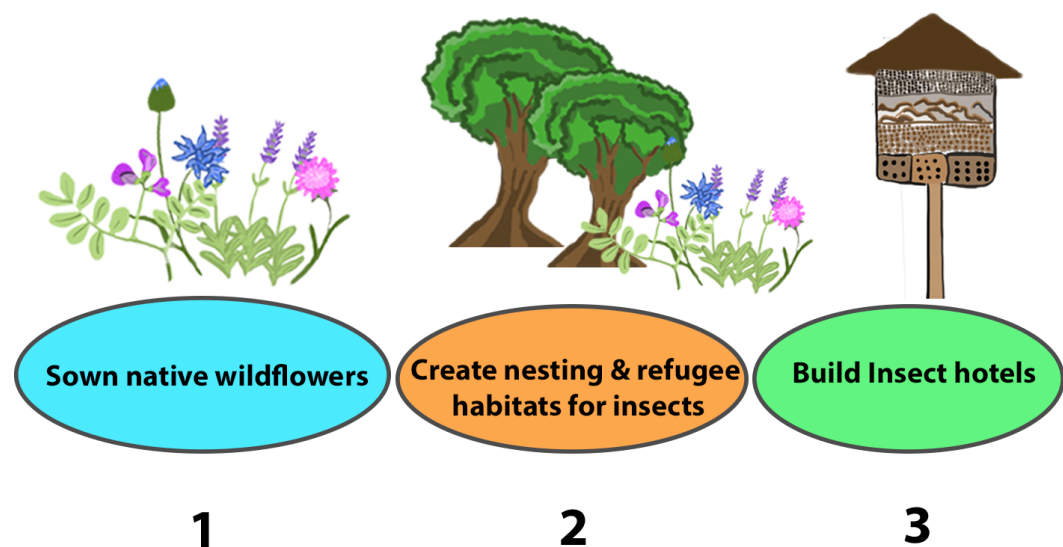 Sown native wildflowers
Create nesting & refugee
habitats for insects
Build Insect hotels
1
2
3